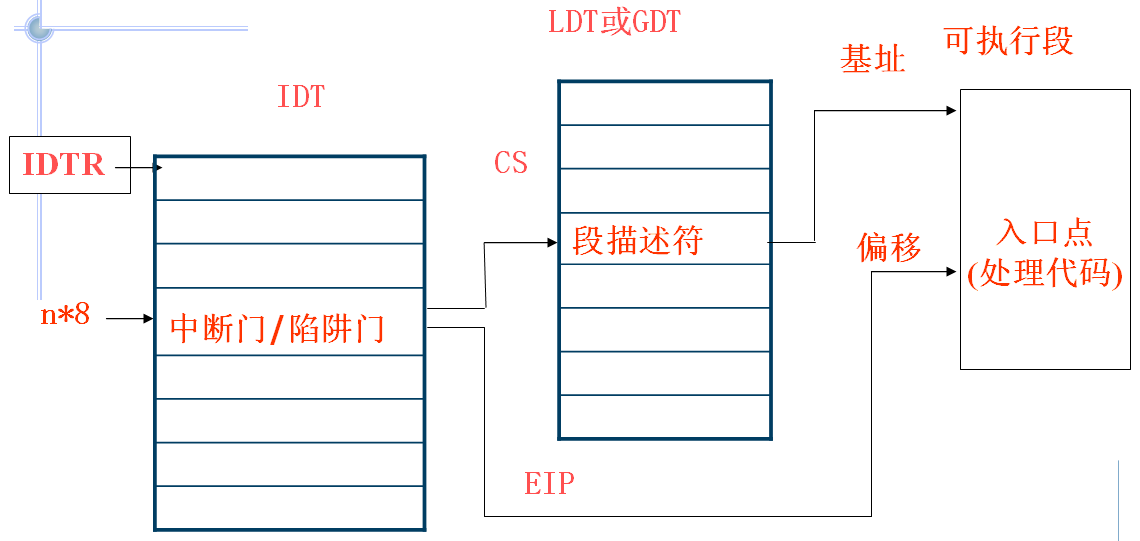 LDT或GDT
基址
可执行段
IDT
IDTR
CS
段描述符
偏移
入口点
(处理代码)
n*8
中断门/陷阱门
EIP